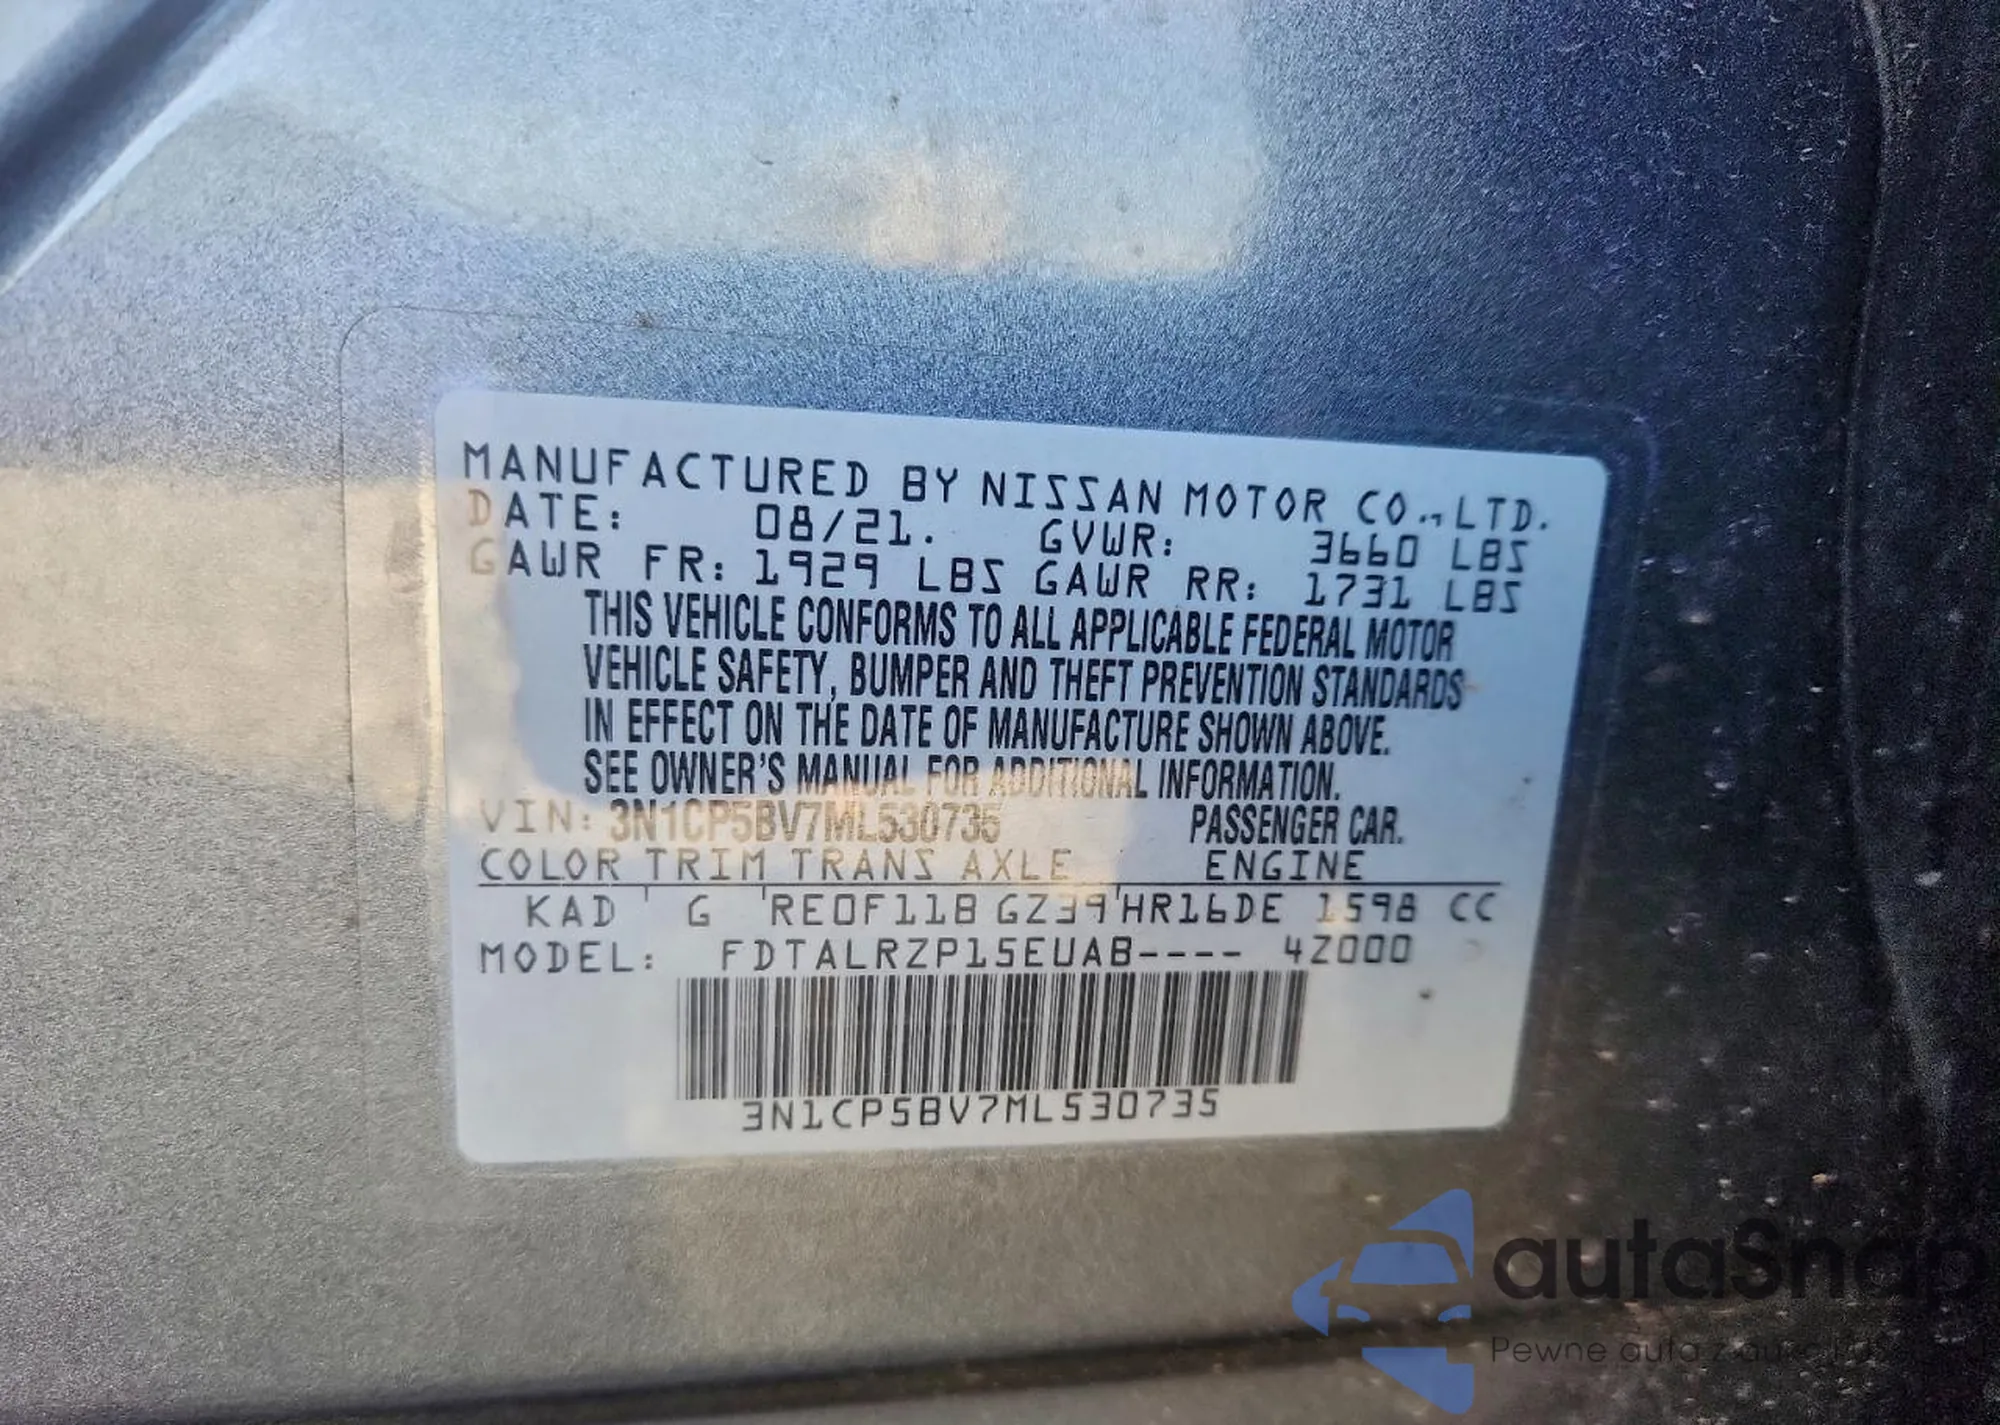 MANUFACTURED BY NISSAN MOTOR CO., LTD.
DATE: 08/21. GVWR: 3660 LBS
GAWR FR: 1929 LBS GAWR RR: 1731 LBS
THIS VEHICLE CONFORMS TO ALL APPLICABLE FEDERAL MOTOR
VEHICLE SAFETY, BUMPER AND THEFT PREVENTION STANDARDS
IN EFFECT ON THE DATE OF MANUFACTURE SHOWN ABOVE.
SEE OWNER'S MANUAL FOR ADDITIONAL INFORMATION.
VIN: 3N1CP5BV7ML530735 PASSENGER CAR.
COLOR TRIM TRANS AXLE ENGINE
KAD G RE0F11B GZ39 HR16DE 1598 CC
MODEL: FDTALRZP15EUAB---- 4Z000
3N1CP5BV7ML530735
autaSnap
Pewne auta z